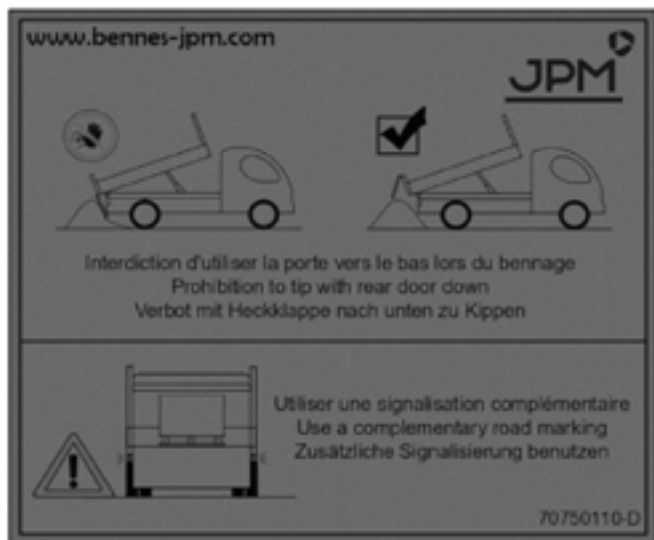 www.bennes-jpm.com
JPM
Interdiction d'utiliser la porte vers le bas lors du bennage
Prohibition to tip with rear door down
Verbot mit Heckklappe nach unten zu Kippen
Utiliser une signalisation complémentaire
Use a complementary road marking
Zusätzliche Signalisierung benutzen
70750110-D